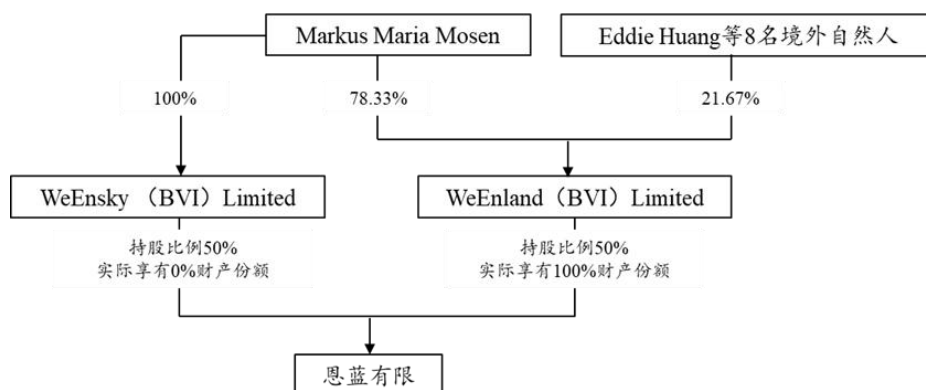 Markus Maria Mosen
Eddie Huang等8名境外自然人
100%
78.33%
21.67%
WeEnsky （BVI）Limited
WeEnland（BVI）Limited
持股比例50%
实际享有0%财产份额
持股比例50%
实际享有100%财产份额
恩蓝有限